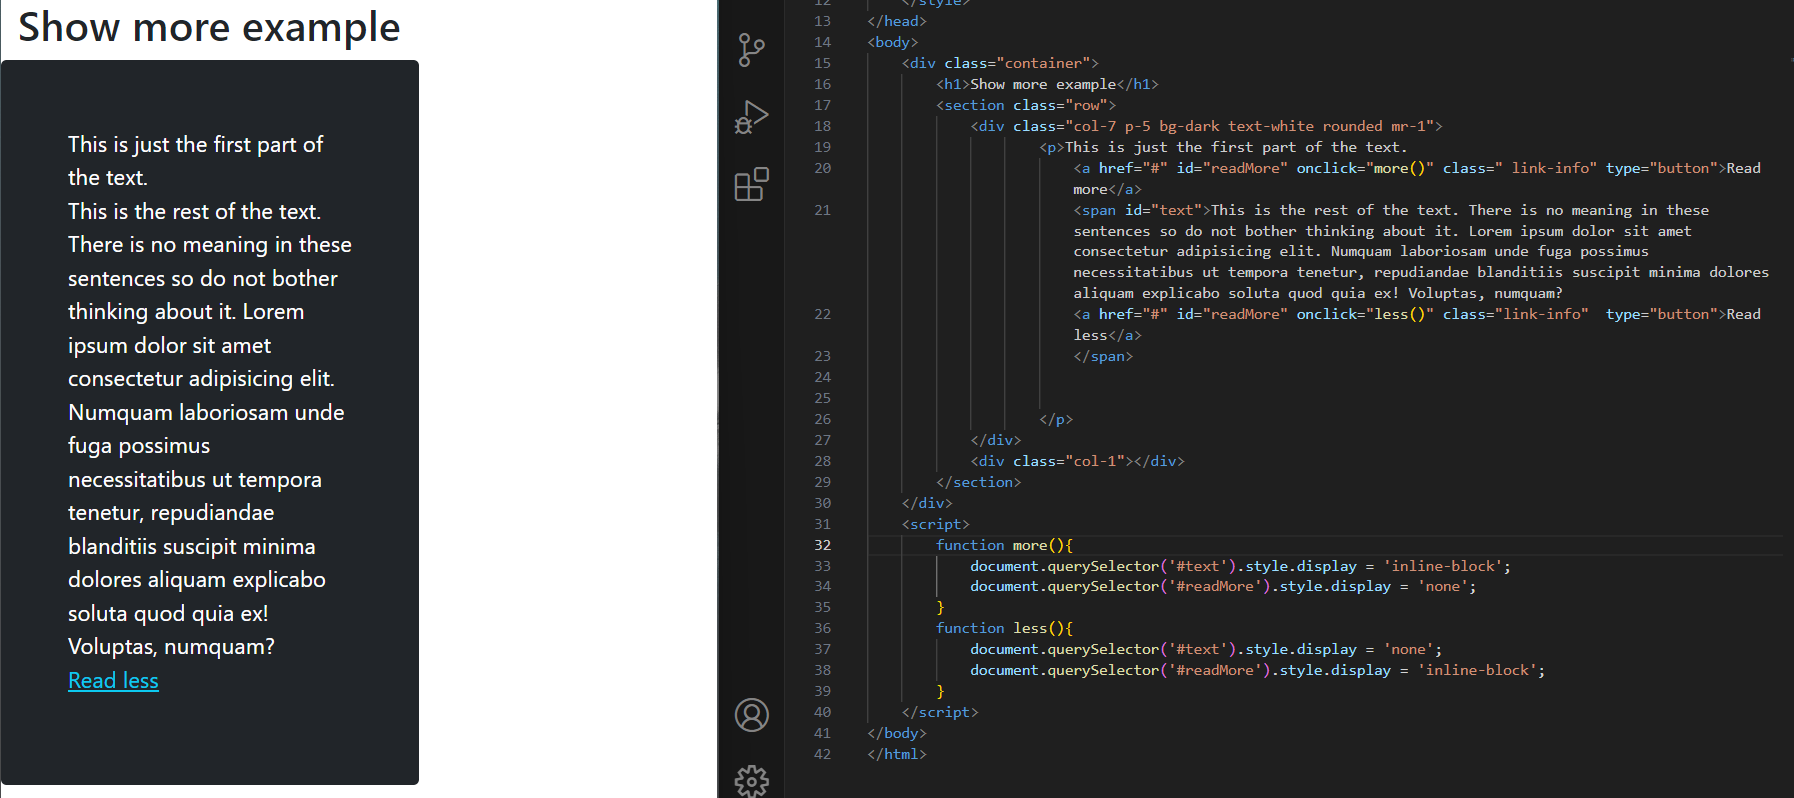 Show more example
This is just the first part of
the text.
This is the rest of the text.
There is no meaning in these
sentences so do not bother
thinking about it. Lorem
ipsum dolor sit amet
consectetur adipisicing elit.
Numquam laboriosam unde
fuga possimus
necessitatibus ut tempora
tenetur, repudiandae
blanditiis suscipit minima
dolores aliquam explicabo
soluta quod quia ex!
Voluptas, numquam?
Read less
12 </style>
13 </head>
14 <body>
15 <div class="container">
16 <h1>Show more example</h1>
17 <section class="row">
18 <div class="col-7 p-5 bg-dark text-white rounded mr-1">
19 <p>This is just the first part of the text.
20 <a href="#" id="readMore" onclick="more()" class=" link-info" type="button">Read
more</a>
21 <span id="text">This is the rest of the text. There is no meaning in these
sentences so do not bother thinking about it. Lorem ipsum dolor sit amet
consectetur adipisicing elit. Numquam laboriosam unde fuga possimus
necessitatibus ut tempora tenetur, repudiandae blanditiis suscipit minima dolores
aliquam explicabo soluta quod quia ex! Voluptas, numquam?
22 <a href="#" id="readMore" onclick="less()" class="link-info"  type="button">Read
less</a>
23 </span>
24
25
26 </p>
27 </div>
28 <div class="col-1"></div>
29 </section>
30 </div>
31 <script>
32 function more(){
33 document.querySelector('#text').style.display = 'inline-block';
34 document.querySelector('#readMore').style.display = 'none';
35 }
36 function less(){
37 document.querySelector('#text').style.display = 'none';
38 document.querySelector('#readMore').style.display = 'inline-block';
39 }
40 </script>
41 </body>
42 </html>